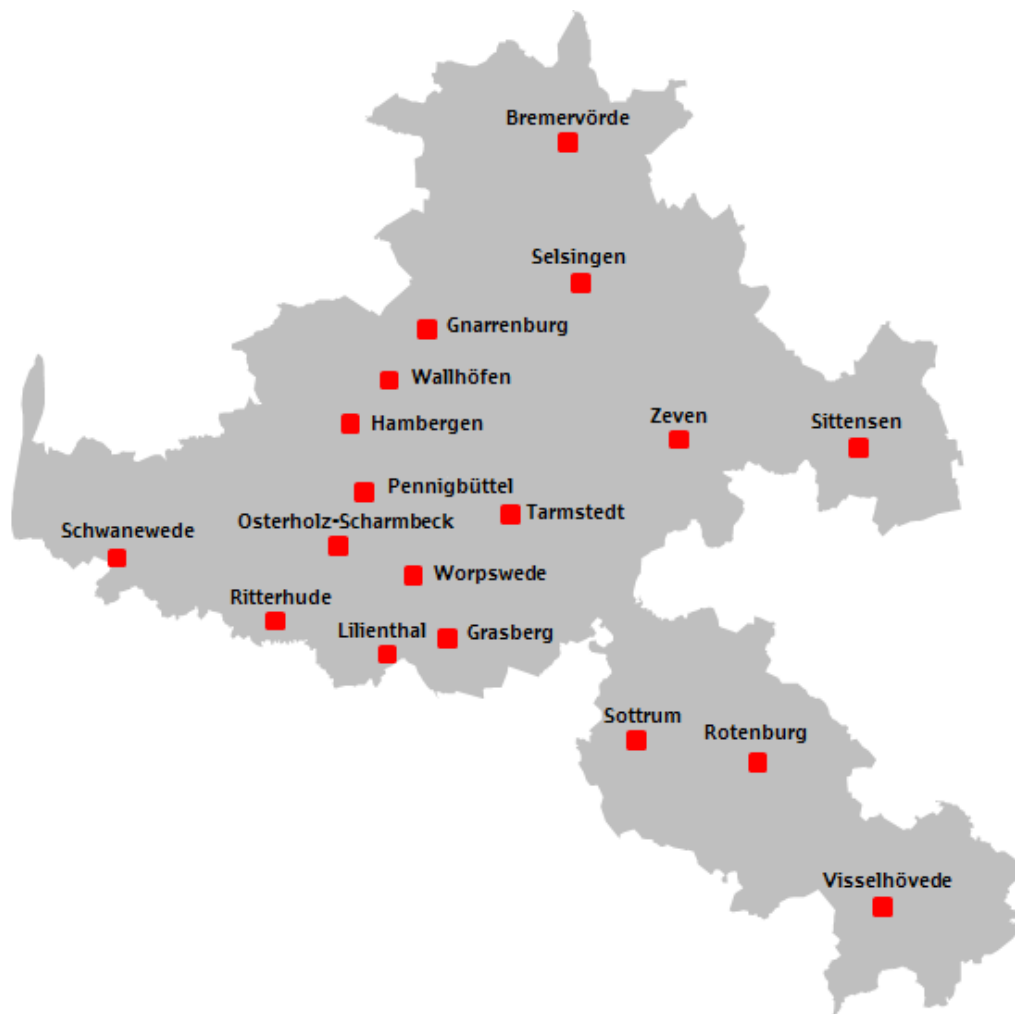 Bremervörde
Selsingen
Gnarrenburg
Wallhöfen
Zeven
Sittensen
Hambergen
Pennigbüttel
Tarmstedt
Osterholz-Scharmbeck
Schwanewede
Worpswede
Ritterhude
Lilienthal
Grasberg
Sottrum
Rotenburg
Visselhövede